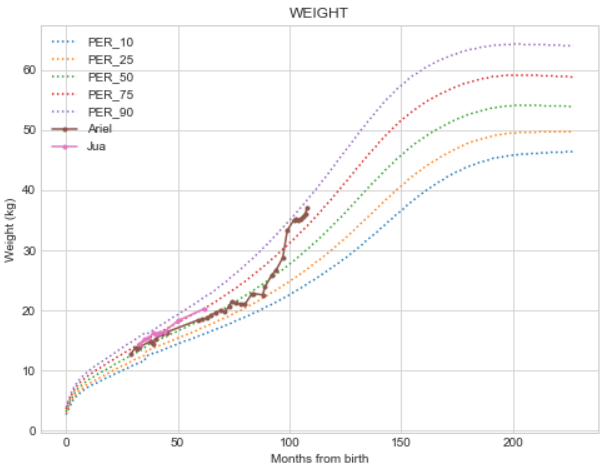 WEIGHT
PER_10
PER_25
PER_50
PER_75
PER_90
Ariel
Jua
60
50
40
30
20
10
0
Weight (kg)
0 50 100 150 200
Months from birth